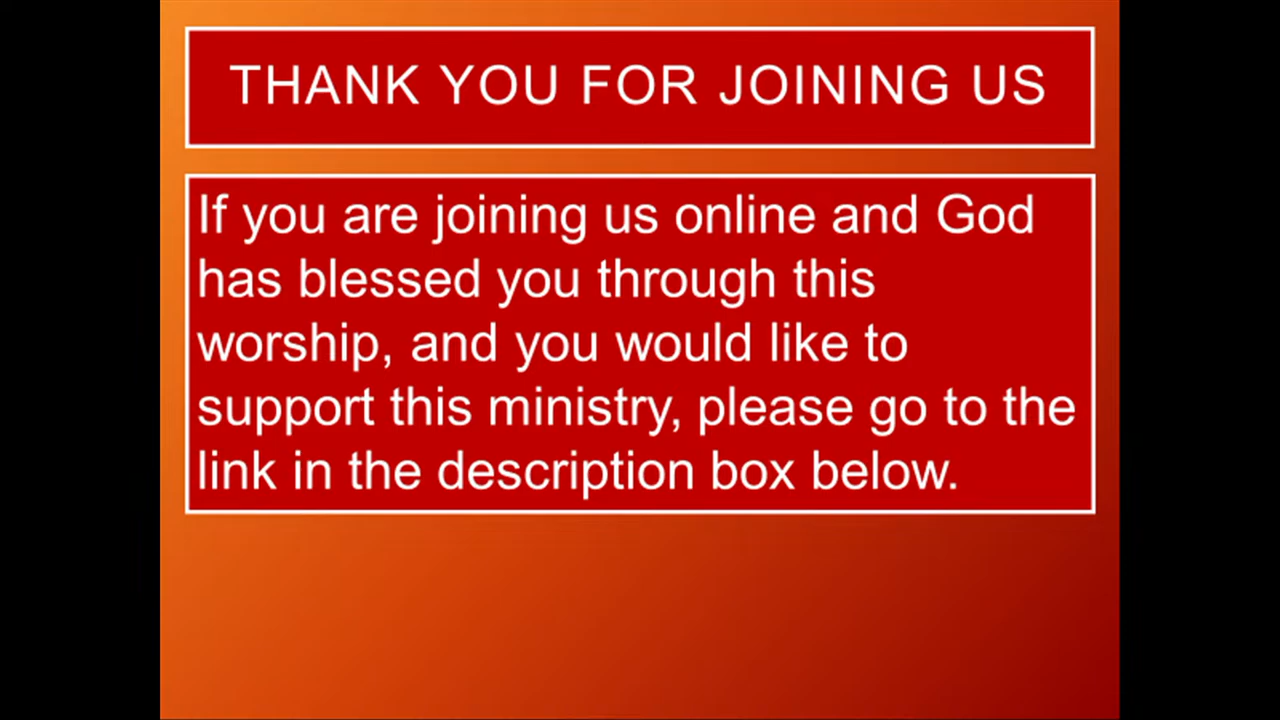 THANK YOU FOR JOINING US
If you are joining us online and God
has blessed you through this
worship, and you would like to
support this ministry, please go to the
link in the description box below.